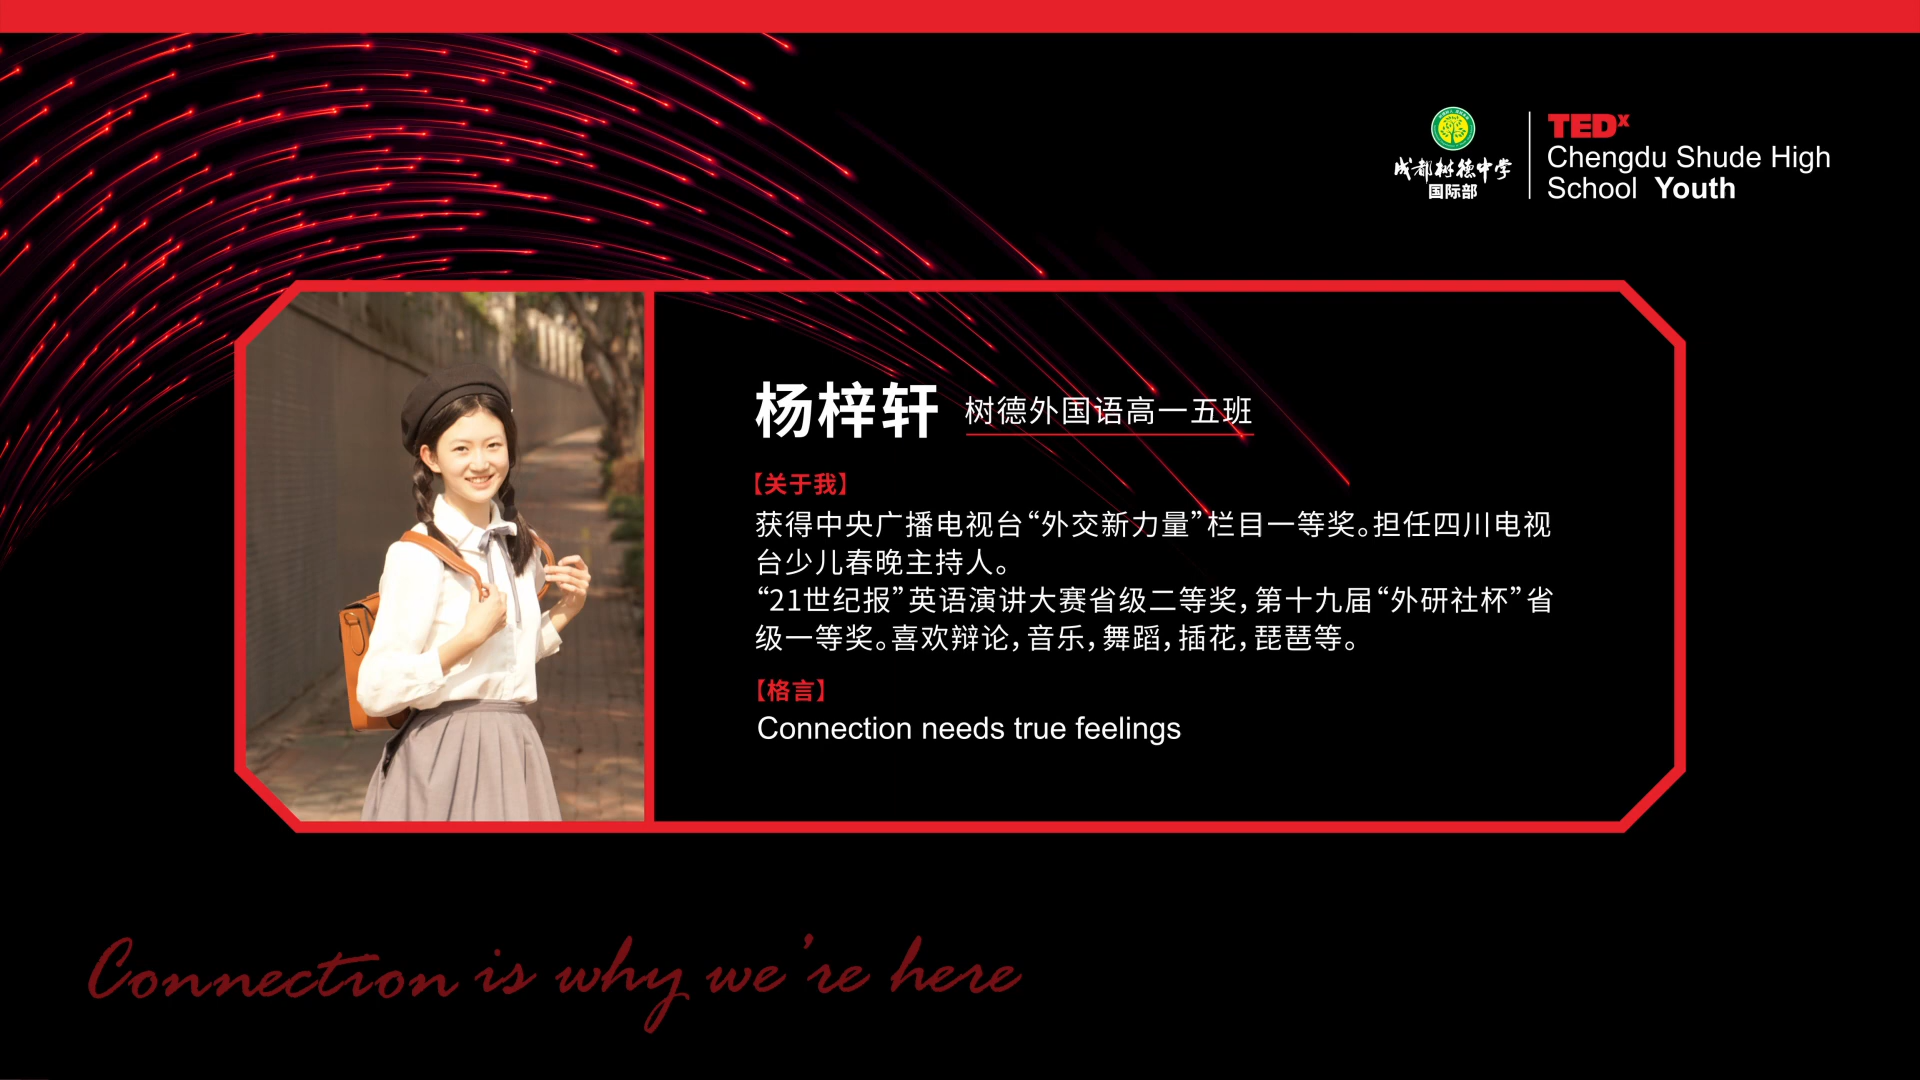 成都树德中学
国际部
TEDx
Chengdu Shude High
School Youth
杨梓轩 树德外国语高一五班
【关于我】
获得中央广播电视台“外交新力量”栏目一等奖。担任四川电视
台少儿春晚主持人。
“21世纪报”英语演讲大赛省级二等奖，第十九届“外研社杯”省
级一等奖。喜欢辩论，音乐，舞蹈，插花，琵琶等。
【格言】
Connection needs true feelings
Connection is why we're here